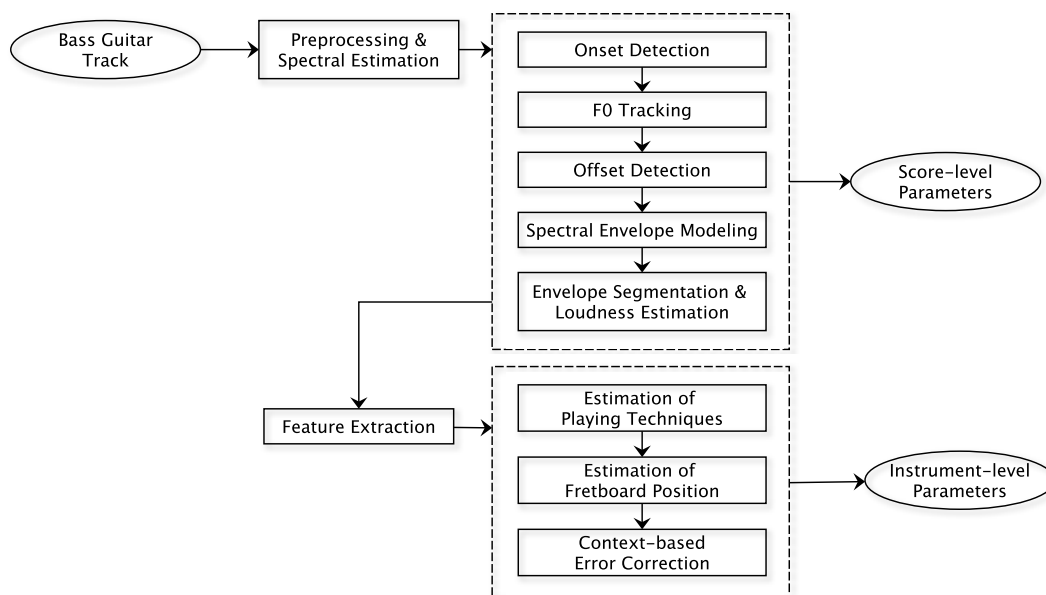 Bass Guitar
Track
Preprocessing &
Spectral Estimation
Onset Detection
F0 Tracking
Offset Detection
Spectral Envelope Modeling
Envelope Segmentation &
Loudness Estimation
Score-level
Parameters
Feature Extraction
Estimation of
Playing Techniques
Estimation of
Fretboard Position
Context-based
Error Correction
Instrument-level
Parameters